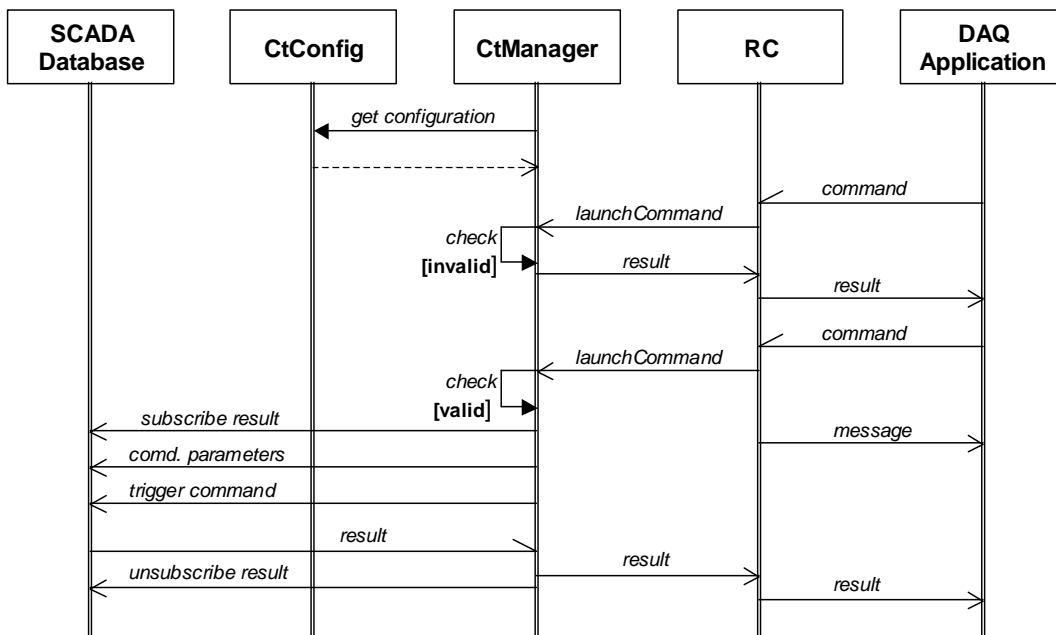 SCADA
Database
CtConfig
CtManager
RC
DAQ
Application
get configuration
command
launchCommand
check
[invalid]
result
result
command
launchCommand
check
[valid]
subscribe result
message
comd. parameters
trigger command
result
result
unsubscribe result
result